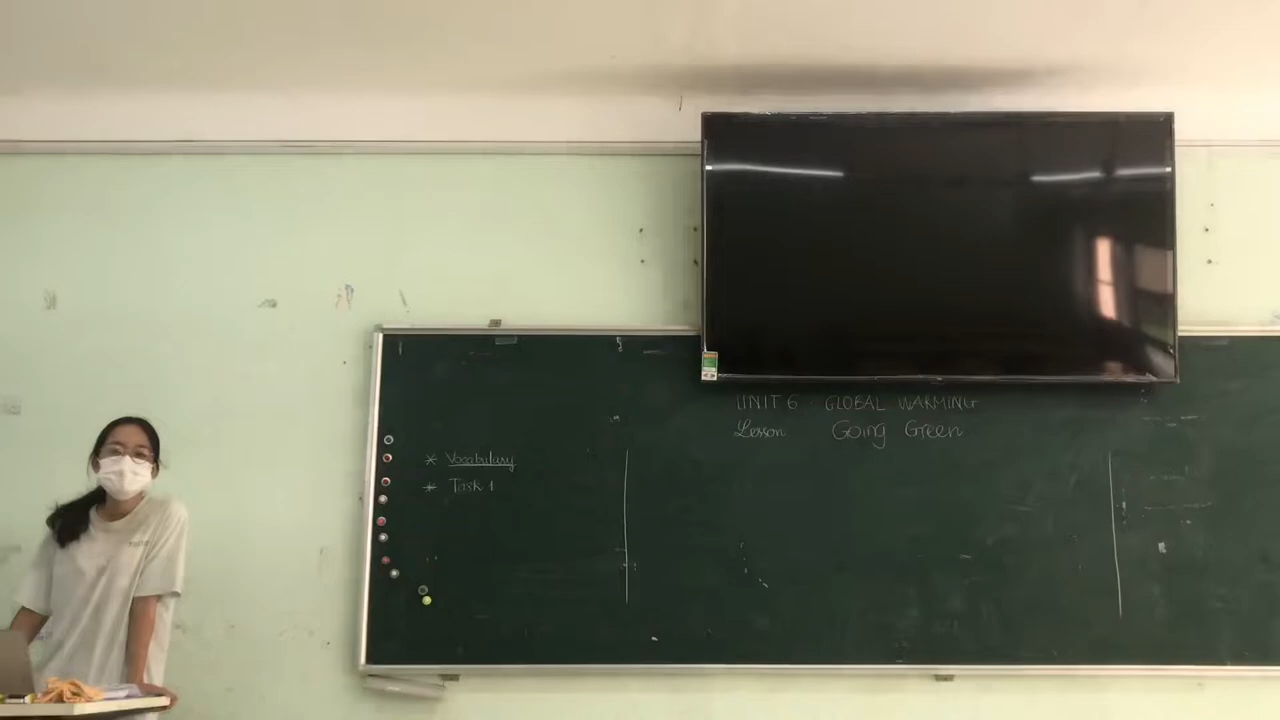 UNIT 6 : GLOBAL WARMING
Lesson Going Green
* Vocabulary
* Task 1